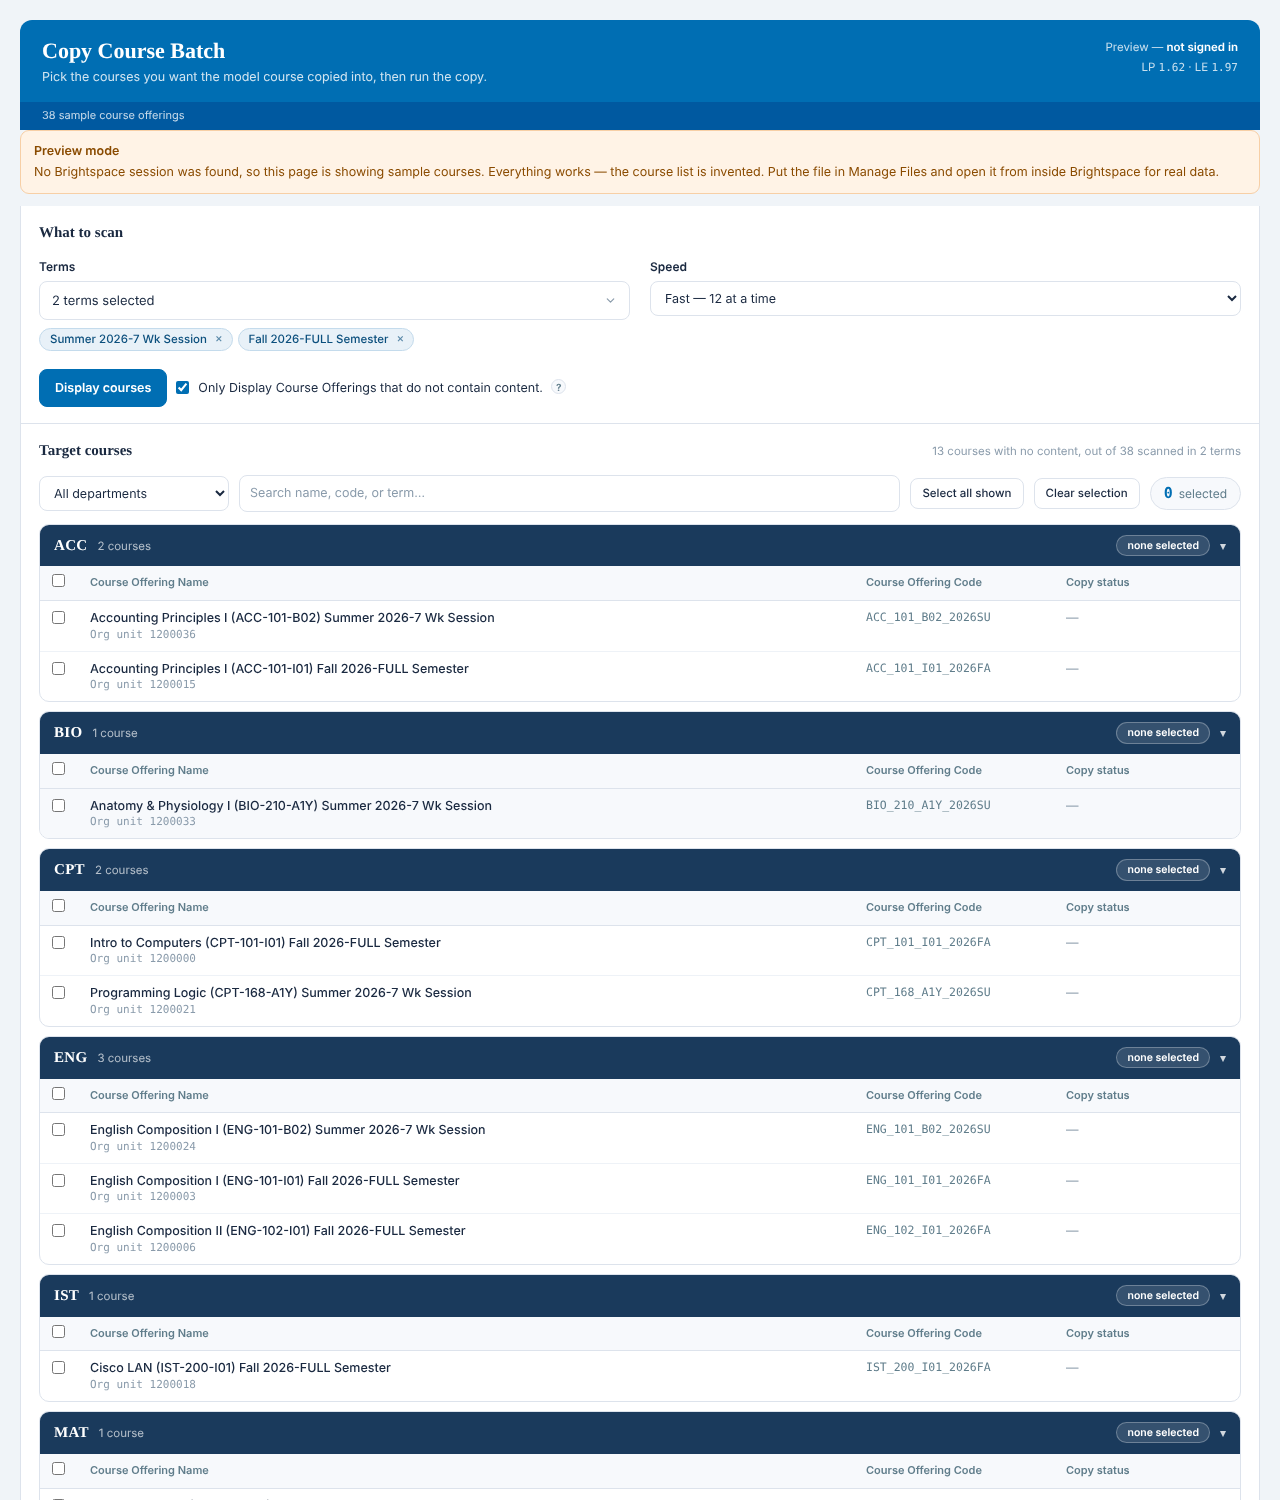 Copy Course Batch
Pick the courses you want the model course copied into, then run the copy.
Preview — not signed in
LP 1.62 · LE 1.97
38 sample course offerings
Preview mode
No Brightspace session was found, so this page is showing sample courses. Everything works — the course list is invented. Put the file in Manage Files and open it from inside Brightspace for real data.
What to scan
Terms
Speed
2 terms selected
Fast — 12 at a time
Summer 2026-7 Wk Session ×
Fall 2026-FULL Semester ×
Display courses
Only Display Course Offerings that do not contain content. ?
Target courses
13 courses with no content, out of 38 scanned in 2 terms
All departments
Search name, code, or term...
Select all shown
Clear selection
0 selected
ACC 2 courses
none selected ▾
Course Offering Name
Course Offering Code
Copy status
Accounting Principles I (ACC-101-B02) Summer 2026-7 Wk Session
ACC_101_B02_2026SU
—
Org unit 1200036
Accounting Principles I (ACC-101-I01) Fall 2026-FULL Semester
ACC_101_I01_2026FA
—
Org unit 1200015
BIO 1 course
none selected ▾
Course Offering Name
Course Offering Code
Copy status
Anatomy & Physiology I (BIO-210-A1Y) Summer 2026-7 Wk Session
BIO_210_A1Y_2026SU
—
Org unit 1200033
CPT 2 courses
none selected ▾
Course Offering Name
Course Offering Code
Copy status
Intro to Computers (CPT-101-I01) Fall 2026-FULL Semester
CPT_101_I01_2026FA
—
Org unit 1200000
Programming Logic (CPT-168-A1Y) Summer 2026-7 Wk Session
CPT_168_A1Y_2026SU
—
Org unit 1200021
ENG 3 courses
none selected ▾
Course Offering Name
Course Offering Code
Copy status
English Composition I (ENG-101-B02) Summer 2026-7 Wk Session
ENG_101_B02_2026SU
—
Org unit 1200024
English Composition I (ENG-101-I01) Fall 2026-FULL Semester
ENG_101_I01_2026FA
—
Org unit 1200003
English Composition II (ENG-102-I01) Fall 2026-FULL Semester
ENG_102_I01_2026FA
—
Org unit 1200006
IST 1 course
none selected ▾
Course Offering Name
Course Offering Code
Copy status
Cisco LAN (IST-200-I01) Fall 2026-FULL Semester
IST_200_I01_2026FA
—
Org unit 1200018
MAT 1 course
none selected ▾
Course Offering Name
Course Offering Code
Copy status